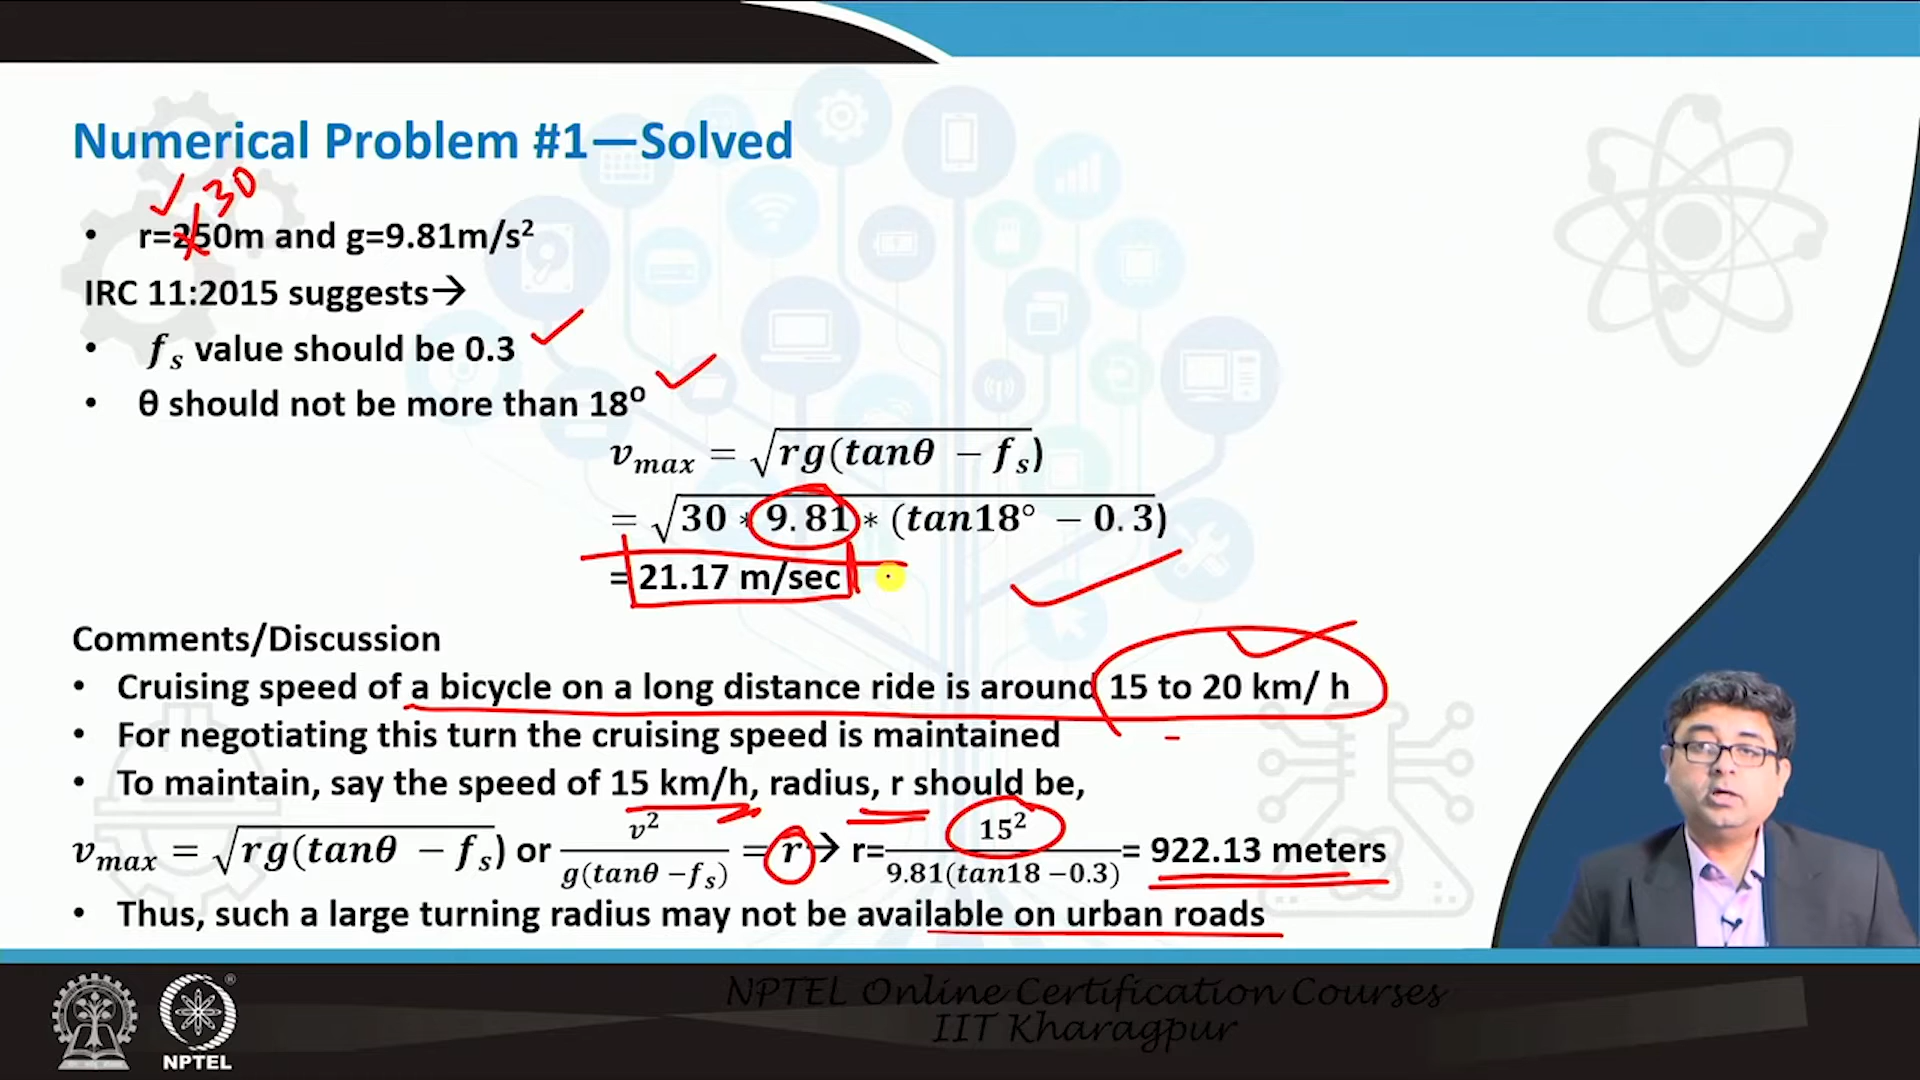 Numerical Problem #1—Solved
30
• r=250m and g=9.81m/s²
IRC 11:2015 suggests→
• fₛ value should be 0.3
• θ should not be more than 18⁰
vₘₐₓ = √rg(tanθ − fₛ)
= √30 * 9.81 * (tan18° − 0.3)
= 21.17 m/sec
Comments/Discussion
• Cruising speed of a bicycle on a long distance ride is around 15 to 20 km/ h
• For negotiating this turn the cruising speed is maintained
• To maintain, say the speed of 15 km/h, radius, r should be,
vₘₐₓ = √rg(tanθ − fₛ) or v²/g(tanθ −fₛ) = r → r= 15²/9.81(tan18 −0.3) = 922.13 meters
• Thus, such a large turning radius may not be available on urban roads
NPTEL Online Certification Courses
IIT Kharagpur
®
NPTEL